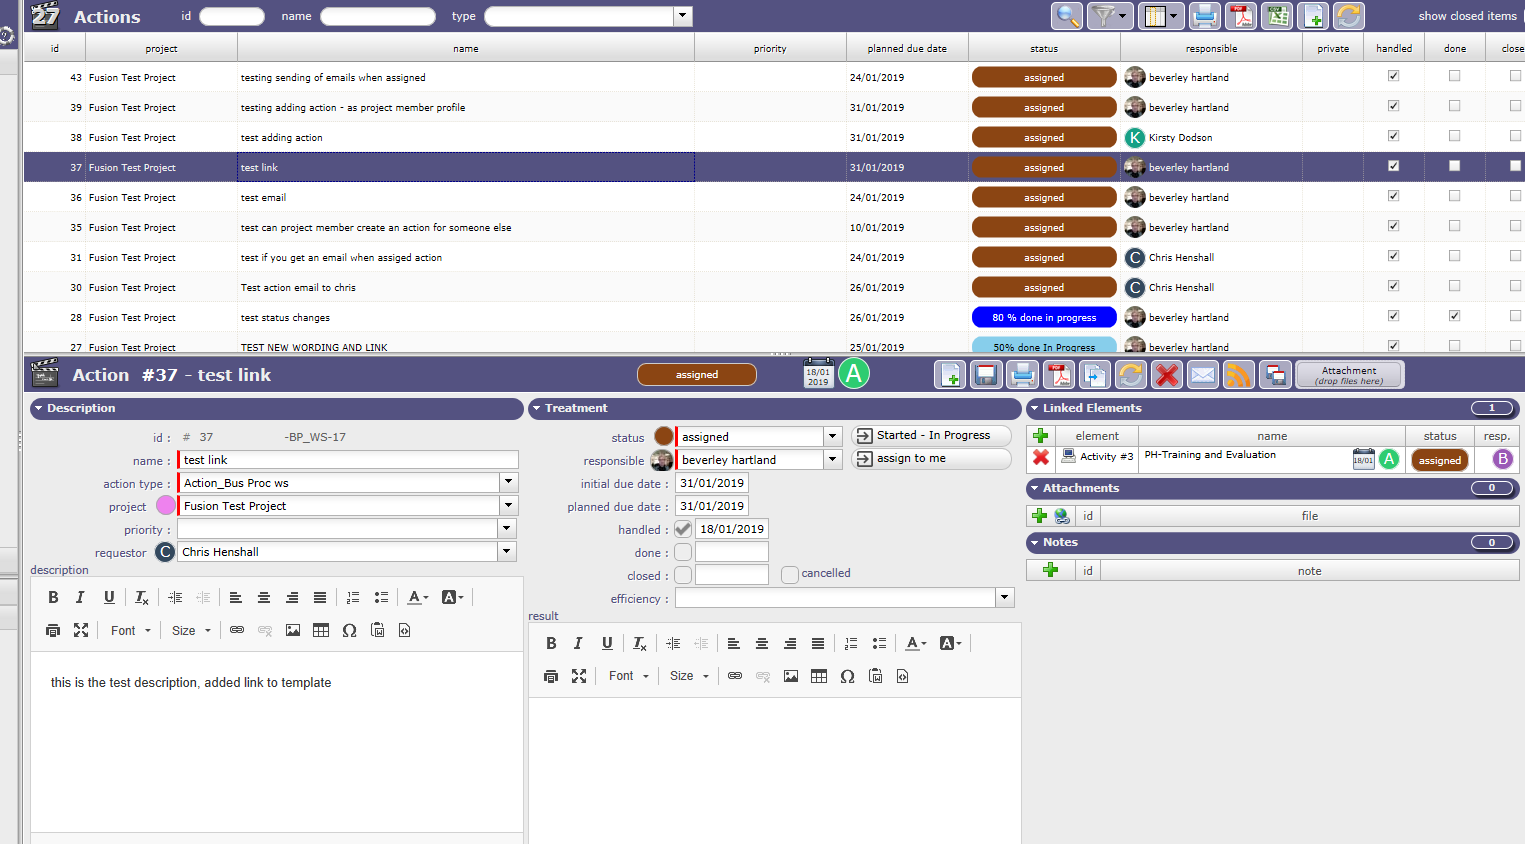 27 Actions id name type show closed items
id project name priority planned due date status responsible private handled done close
43 Fusion Test Project testing sending of emails when assigned 24/01/2019 assigned beverley hartland
39 Fusion Test Project testing adding action - as project member profile 31/01/2019 assigned beverley hartland
38 Fusion Test Project test adding action 31/01/2019 assigned K Kirsty Dodson
37 Fusion Test Project test link 31/01/2019 assigned beverley hartland
36 Fusion Test Project test email 24/01/2019 assigned beverley hartland
35 Fusion Test Project test can project member create an action for someone else 10/01/2019 assigned beverley hartland
31 Fusion Test Project test if you get an email when assiged action 24/01/2019 assigned C Chris Henshall
30 Fusion Test Project Test action email to chris 26/01/2019 assigned C Chris Henshall
28 Fusion Test Project test status changes 26/01/2019 80 % done in progress beverley hartland
27 Fusion Test Project TEST NEW WORDING AND LINK 25/01/2019 50% done In Progress beverley hartland
Action #37 - test link assigned 18/01 2019 A PDF Attachment
(drop files here)
Description Treatment Linked Elements 1
id : # 37 -BP_WS-17 status assigned Started - In Progress element name status resp.
name : test link responsible beverley hartland assign to me Activity #3 PH-Training and Evaluation 18/01 A assigned B
action type : Action_Bus Proc ws initial due date : 31/01/2019 Attachments 0
project Fusion Test Project planned due date : 31/01/2019 id file
priority : handled : 18/01/2019 Notes 0
requestor C Chris Henshall done : id note
closed : cancelled
efficiency :
description
B I U Tx A A
Font Size Ω
this is the test description, added link to template
result
B I U Tx A A
Font Size Ω